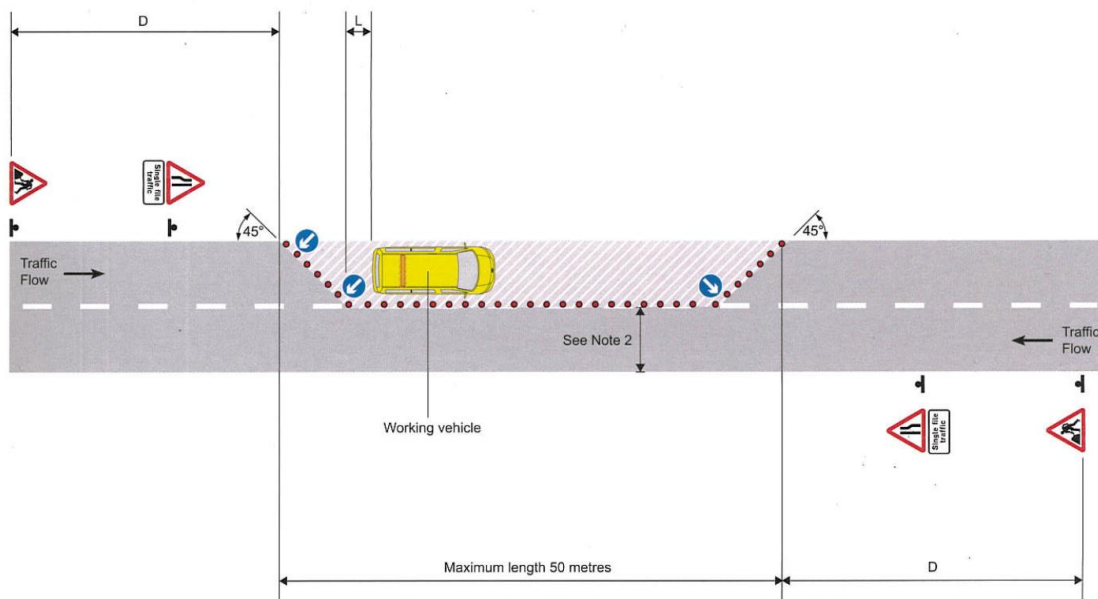 D
L
Single file
traffic
45°
45°
Traffic
Flow
See Note 2
Traffic
Flow
Working vehicle
Single file
traffic
Maximum length 50 metres
D